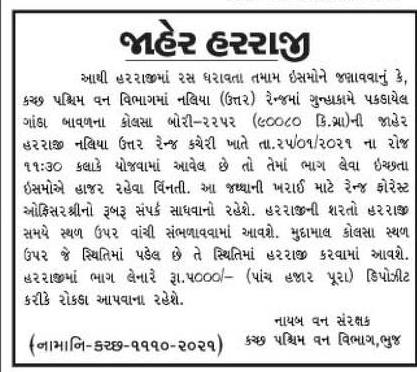 જાહેર હરરાજી
આથી હરરાજીમાં રસ ધરાવતા તમામ ઇસમોને જણાવવાનું કે,
કચ્છ પશ્ચિમ વન વિભાગમાં નલિયા (ઉત્તર) રેન્જમાં ગુન્હાકામે પકડાયેલ
ગાંડા બાવળના કોલસા બોરી-૨૨૫૨ (૯૦૦૮૦ કિ.ગ્રા)ની જાહેર
હરરાજી નલિયા ઉત્તર રેન્જ કચેરી ખાતે તા.૨૫/૦૧/૨૦૨૧ ના રોજ
૧૧:૩૦ કલાકે યોજવામાં આવેલ છે તો તેમાં ભાગ લેવા ઇચ્છતા
ઇસમોએ હાજર રહેવા વિંનતી. આ જથ્થાની ખરાઈ માટે રેન્જ ફોરેસ્ટ
ઓફિસરશ્રીનો રૂબરૂ સંપર્ક સાધવાનો રહેશે. હરરાજીની શરતો હરરાજી
સમયે સ્થળ ઉપર વાંચી સંભળાવવામાં આવશે. મુદામાલ કોલસા સ્થળ
ઉપર જે સ્થિતિમાં પડેલ છે તે સ્થિતિમાં હરરાજી કરવામાં આવશે.
હરરાજીમાં ભાગ લેનારે રૂા.૫૦૦૦/- (પાંચ હજાર પૂરા) ડિપોઝીટ
કરીકે રોકડા આપવાના રહેશે.
નાયબ વન સંરક્ષક
(નામાનિ-કચ્છ-૧૧૧૦-૨૦૨૧) કચ્છ પશ્ચિમ વન વિભાગ, ભુજ